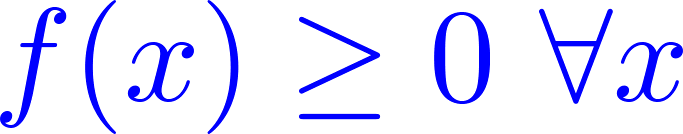 f(x) ≥ 0 ∀x